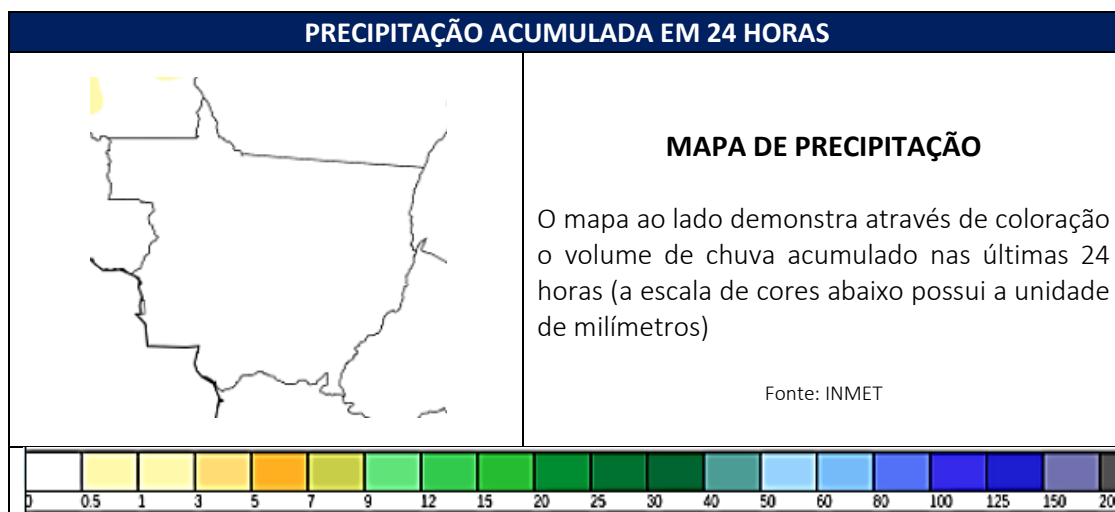 PRECIPITAÇÃO ACUMULADA EM 24 HORAS
MAPA DE PRECIPITAÇÃO
O mapa ao lado demonstra através de coloração
o volume de chuva acumulado nas últimas 24
horas (a escala de cores abaixo possui a unidade
de milímetros)
Fonte: INMET
0 0.5 1 3 5 7 9 12 15 20 25 30 40 50 60 80 100 125 150